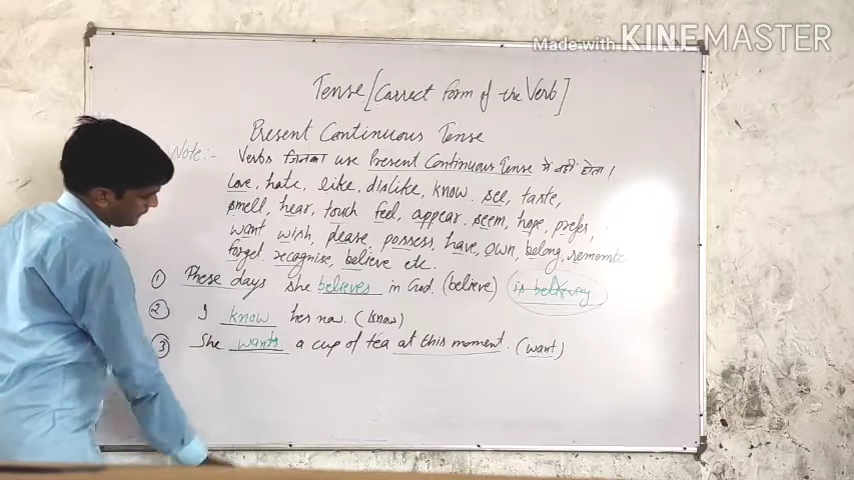 Made with KINEMASTER
Tense [Correct form of the Verb]
Present Continuous Tense
Note:- Verbs जिनका use Present Continuous Tense में नहीं होता।
Love, hate, like, dislike, know, see, taste,
smell, hear, touch feel, appear, seem, hope, prefer,
want wish, please, possess, have, own, belong, remember
forget, recognise, believe etc.
① These days she believes in God. (believe) is believing
② I know her now. (know)
③ She wants a cup of tea at this moment. (want)